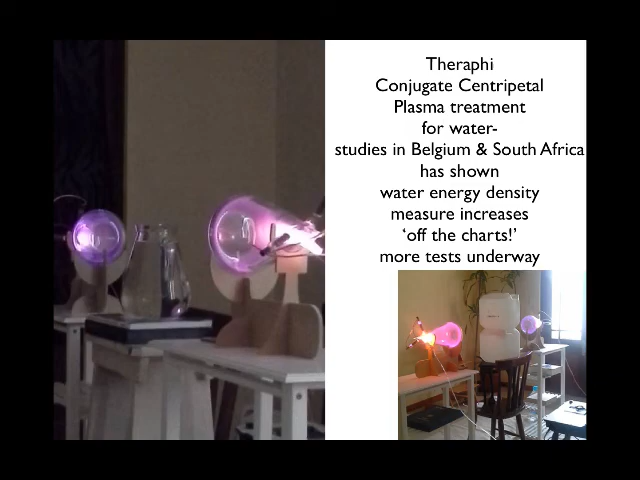 Theraphi
Conjugate Centripetal
Plasma treatment
for water-
studies in Belgium & South Africa
has shown
water energy density
measure increases
‘off the charts!’
more tests underway